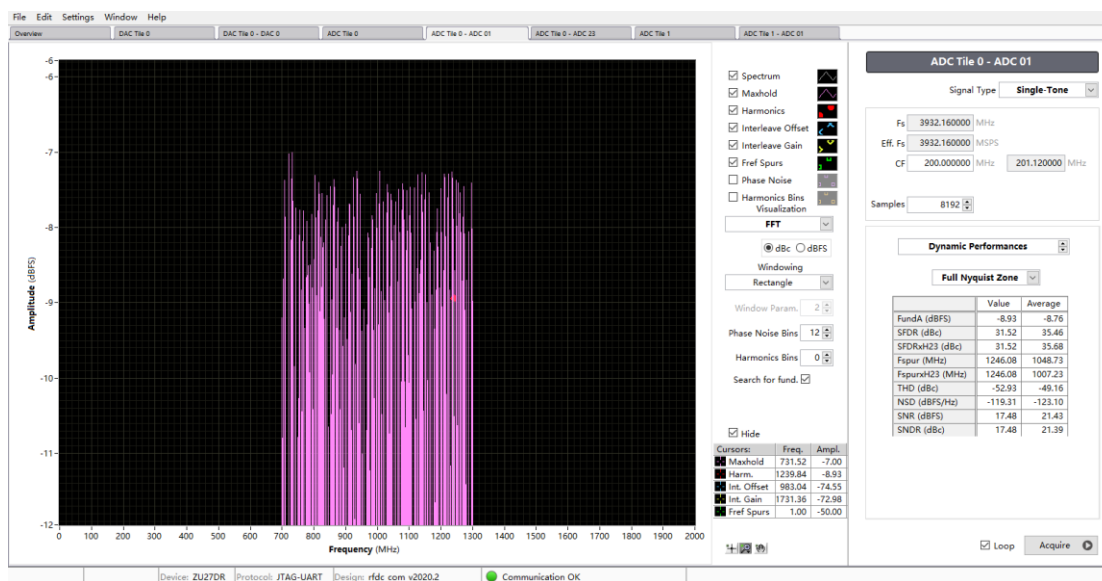 File Edit Settings Window Help
Overview DAC Tile 0 DAC Tile 0 - DAC 0 ADC Tile 0 ADC Tile 0 - ADC 01 ADC Tile 0 - ADC 23 ADC Tile 1 ADC Tile 1 - ADC 01
-6-
-6-
-7-
-8-
-9-
-10-
-11-
-12-
Amplitude (dBFS)
0 100 200 300 400 500 600 700 800 900 1000 1100 1200 1300 1400 1500 1600 1700 1800 1900 2000
Frequency (MHz)
Spectrum
Maxhold
Harmonics
Interleave Offset
Interleave Gain
Fref Spurs
Phase Noise
Harmonics Bins
Visualization
FFT
dBc dBFS
Windowing
Rectangle
Window Param. 2
Phase Noise Bins 12
Harmonics Bins 0
Search for fund.
Hide
Cursors: Freq. Ampl.
Maxhold 731.52 -7.00
Harm. 1239.84 -8.93
Int. Offset 983.04 -74.55
Int. Gain 1731.36 -72.98
Fref Spurs 1.00 -50.00
ADC Tile 0 - ADC 01
Signal Type Single-Tone
Fs 3932.160000 MHz
Eff. Fs 3932.160000 MSPS
CF 200.000000 MHz 201.120000 MHz
Samples 8192
Dynamic Performances
Full Nyquist Zone
Value Average
FundA (dBFS) -8.93 -8.76
SFDR (dBc) 31.52 35.46
SFDRxH23 (dBc) 31.52 35.68
Fspur (MHz) 1246.08 1048.73
FspurxH23 (MHz) 1246.08 1007.23
THD (dBc) -52.93 -49.16
NSD (dBFS/Hz) -119.31 -123.10
SNR (dBFS) 17.48 21.43
SNDR (dBc) 17.48 21.39
Loop Acquire
Device: ZU27DR Protocol: JTAG-UART Design: rfdc_com_v2020.2 Communication OK